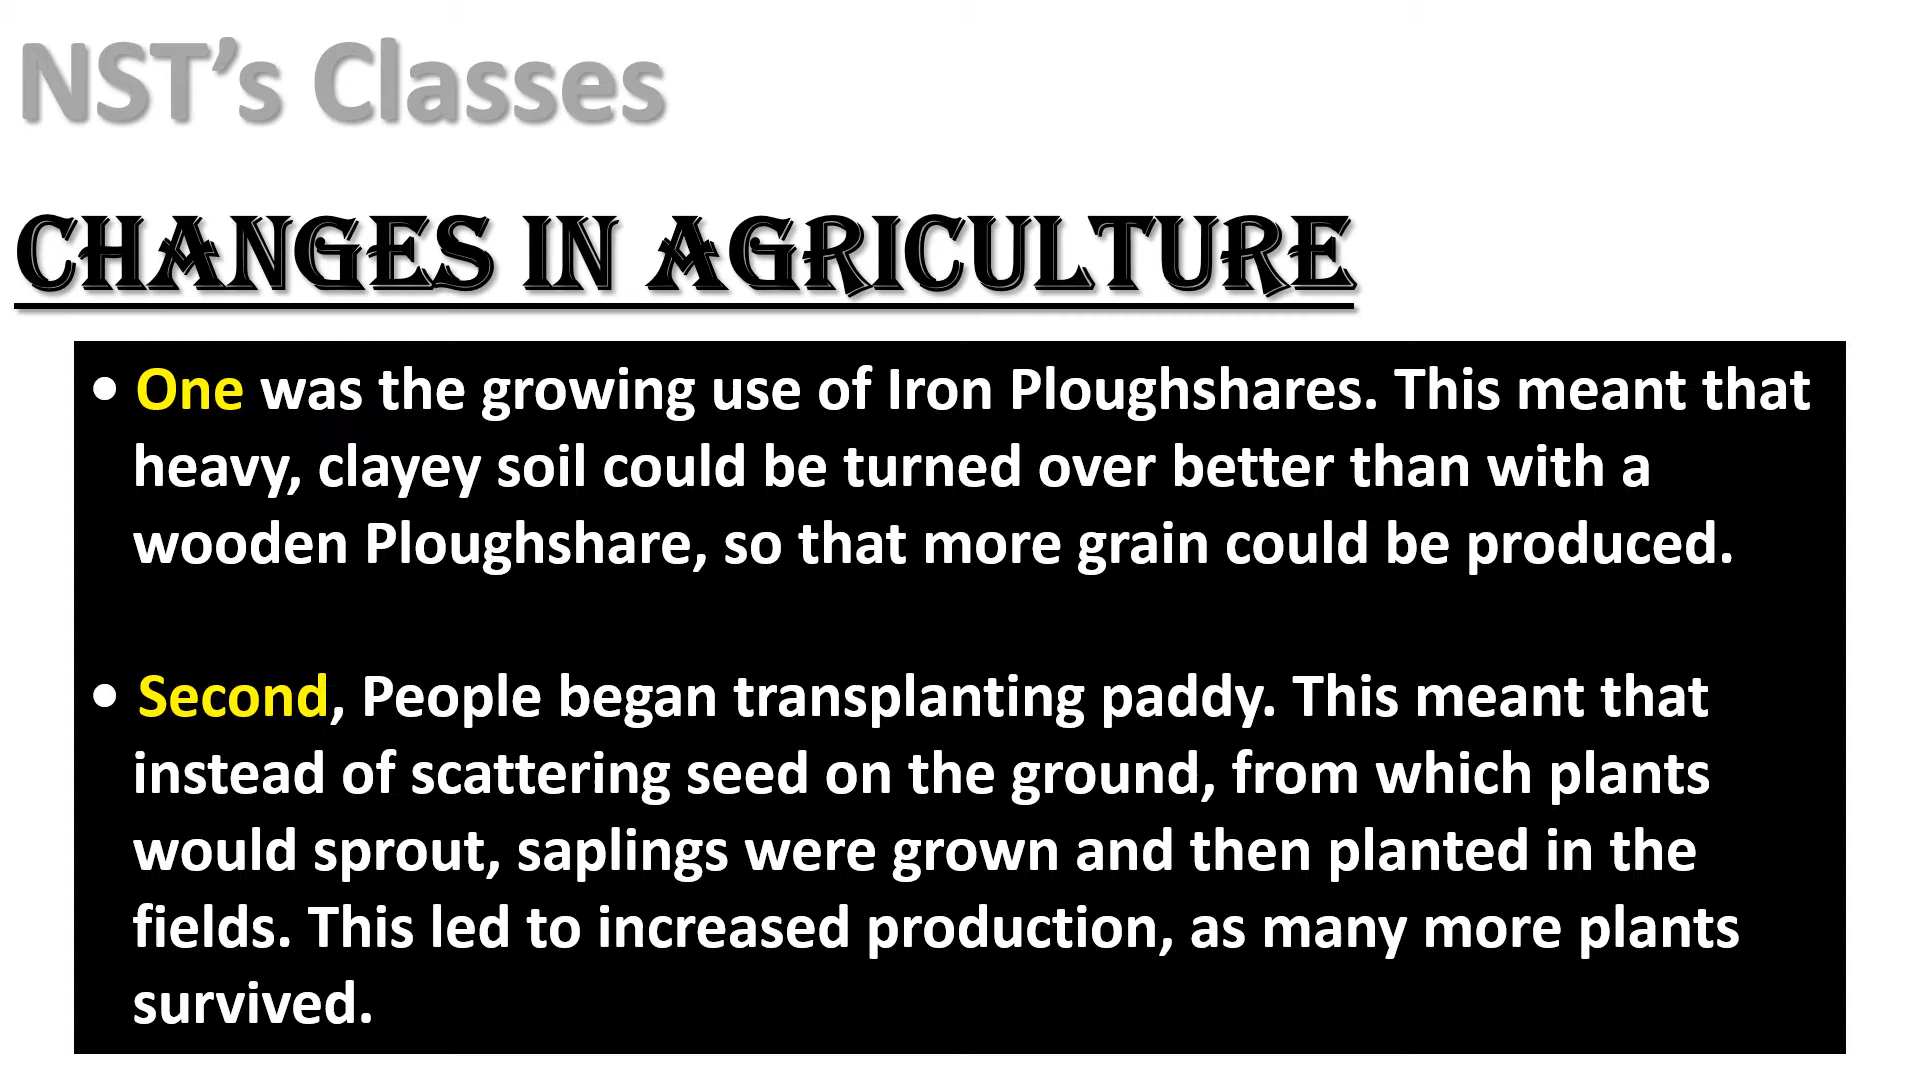 NST’s Classes
CHANGES IN AGRICULTURE
• One was the growing use of Iron Ploughshares. This meant that
heavy, clayey soil could be turned over better than with a
wooden Ploughshare, so that more grain could be produced.
• Second, People began transplanting paddy. This meant that
instead of scattering seed on the ground, from which plants
would sprout, saplings were grown and then planted in the
fields. This led to increased production, as many more plants
survived.